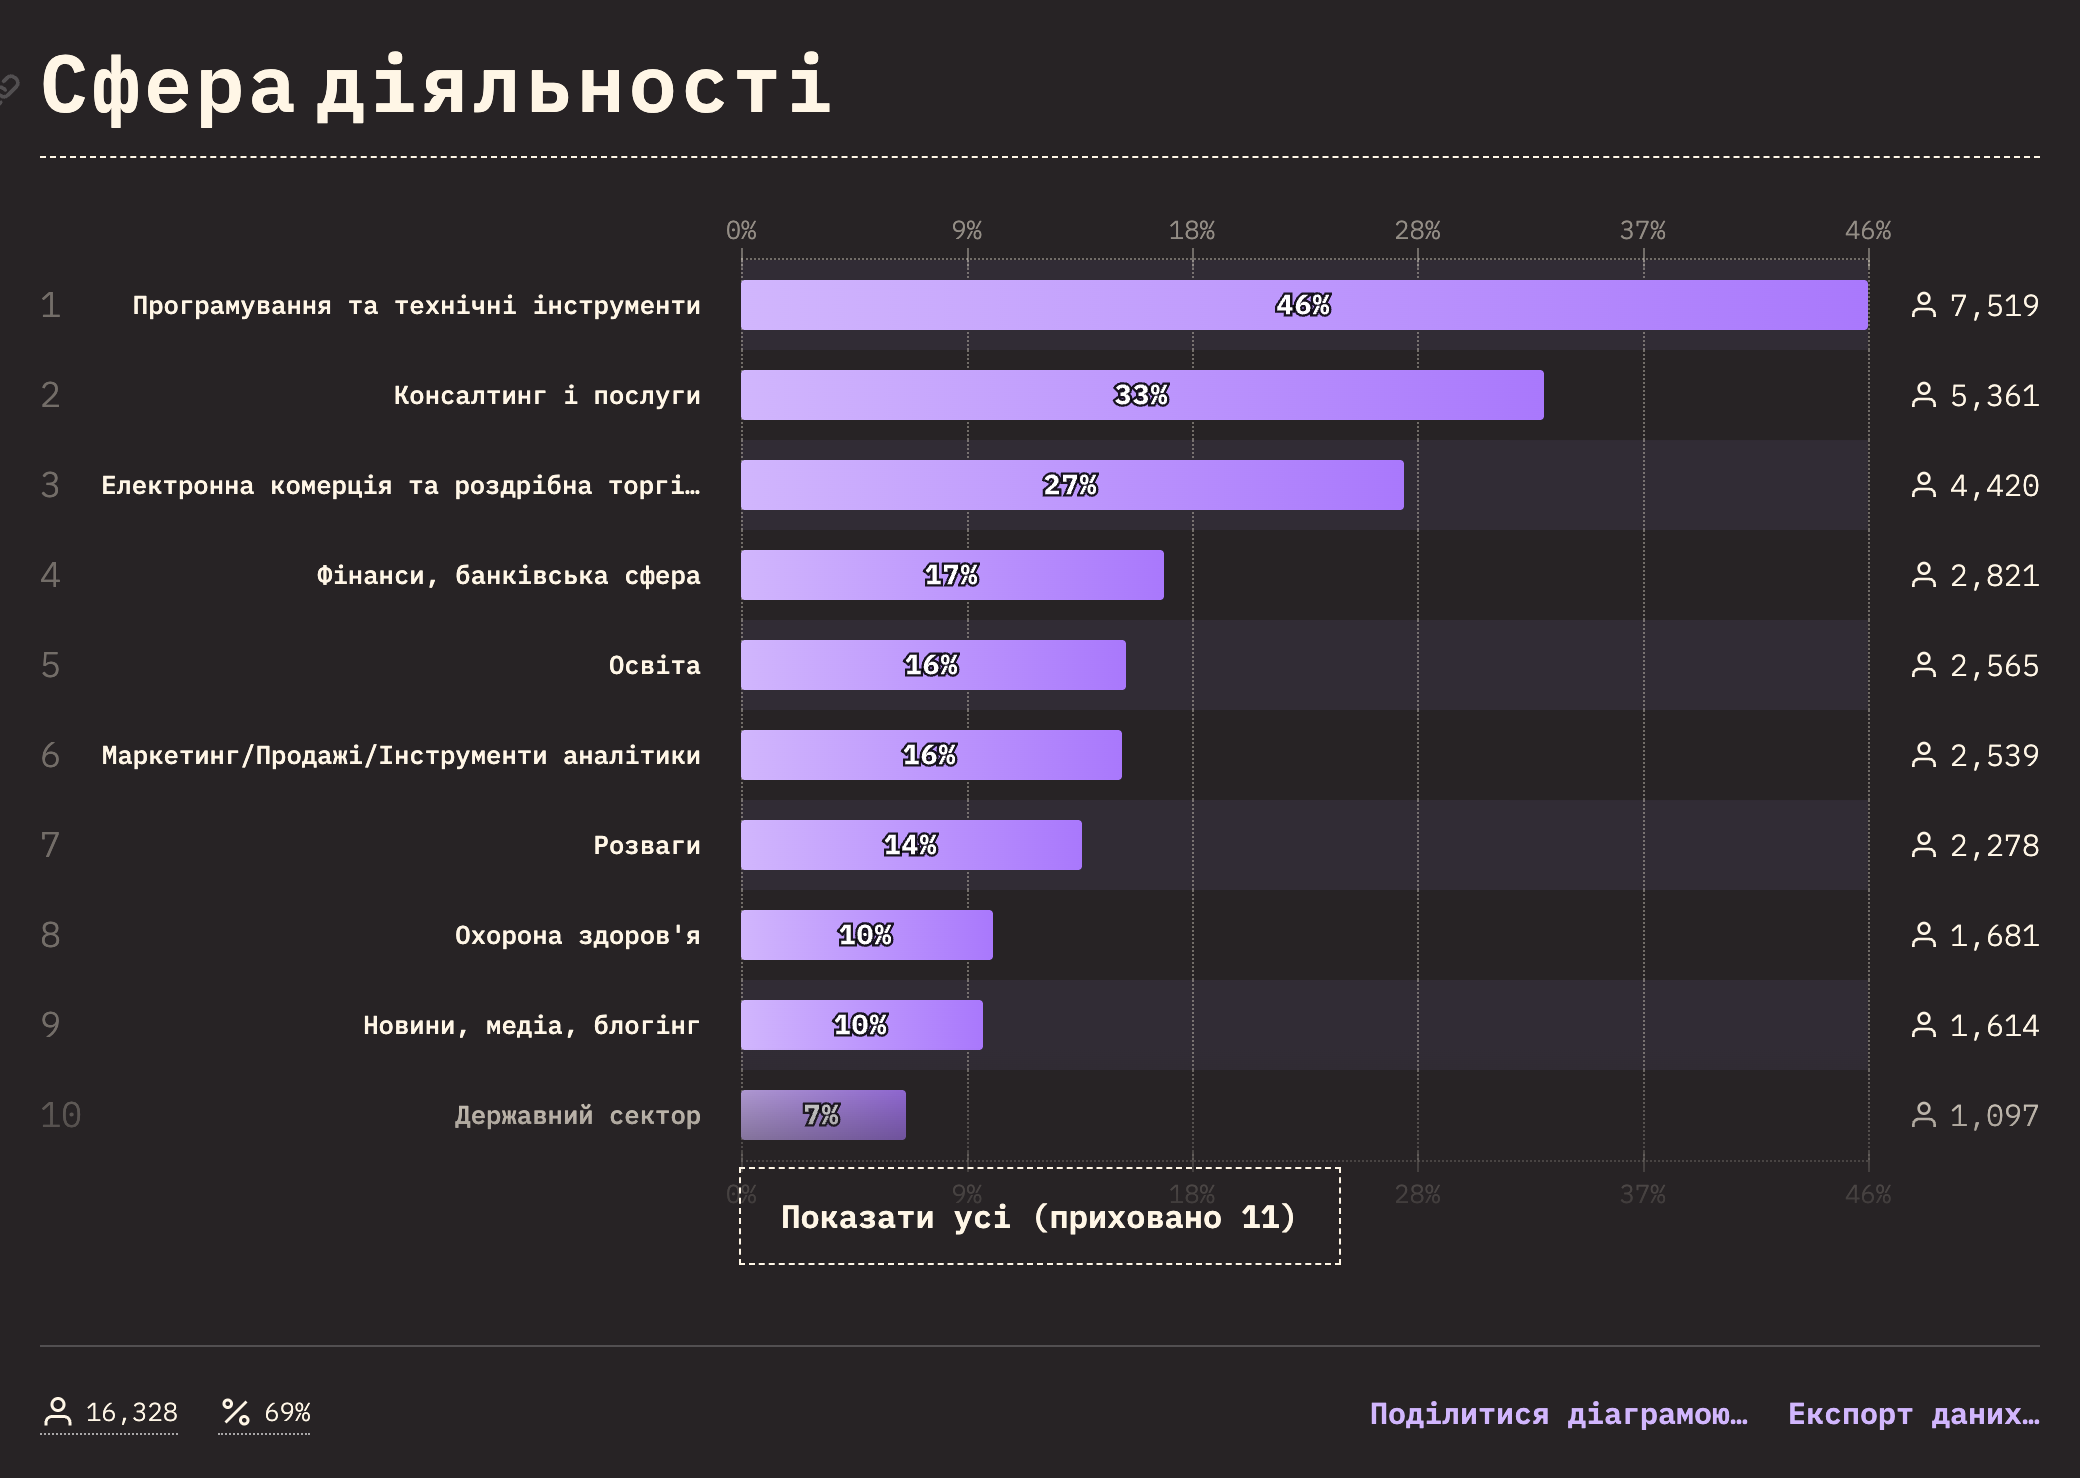 Сфера діяльності
0% 9% 18% 28% 37% 46%
1 Програмування та технічні інструменти 46% 7,519
2 Консалтинг і послуги 33% 5,361
3 Електронна комерція та роздрібна торгі… 27% 4,420
4 Фінанси, банківська сфера 17% 2,821
5 Освіта 16% 2,565
6 Маркетинг/Продажі/Інструменти аналітики 16% 2,539
7 Розваги 14% 2,278
8 Охорона здоров'я 10% 1,681
9 Новини, медіа, блогінг 10% 1,614
10 Державний сектор 7% 1,097
0% 9% 18% 28% 37% 46%
Показати усі (приховано 11)
16,328 % 69% Поділитися діаграмою… Експорт даних…